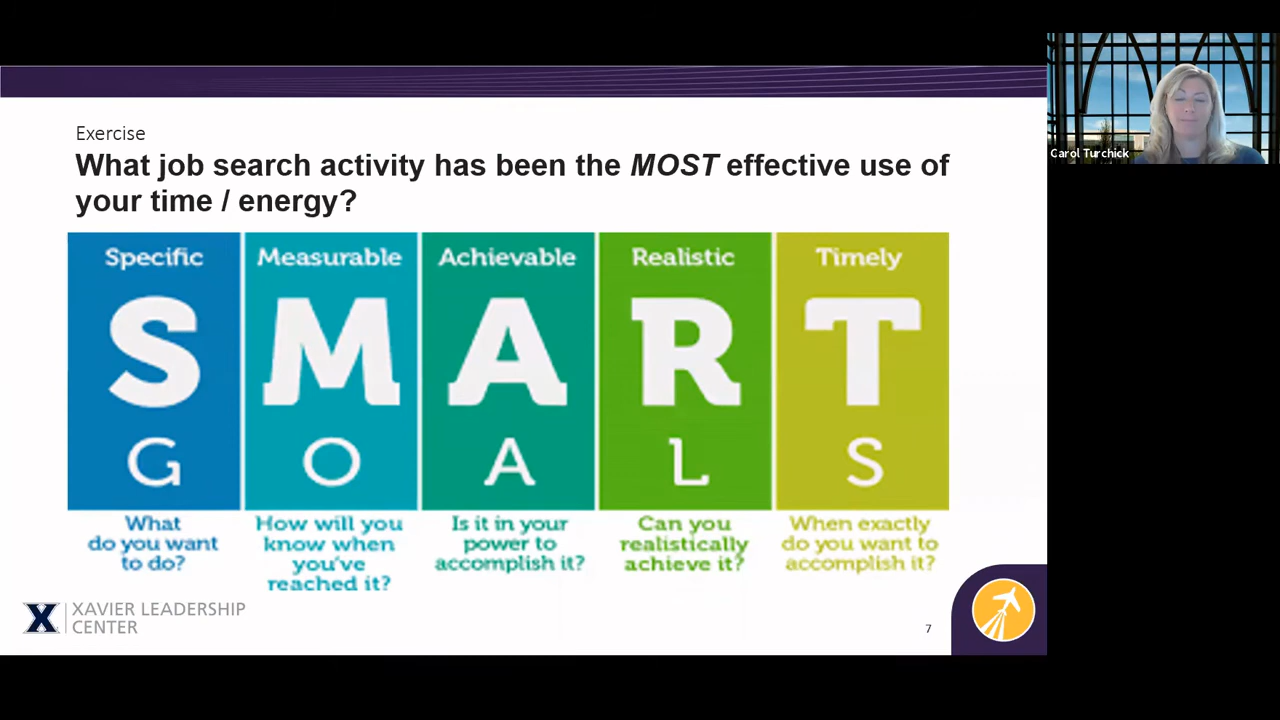 Exercise
What job search activity has been the MOST effective use of
your time / energy?
Carol Turchick
Specific
Measurable
Achievable
Realistic
Timely
S
M
A
R
T
G
O
A
L
S
What
do you want
to do?
How will you
know when
you've
reached it?
Is it in your
power to
accomplish it?
Can you
realistically
achieve it?
When exactly
do you want to
accomplish it?
X
XAVIER LEADERSHIP
CENTER
7